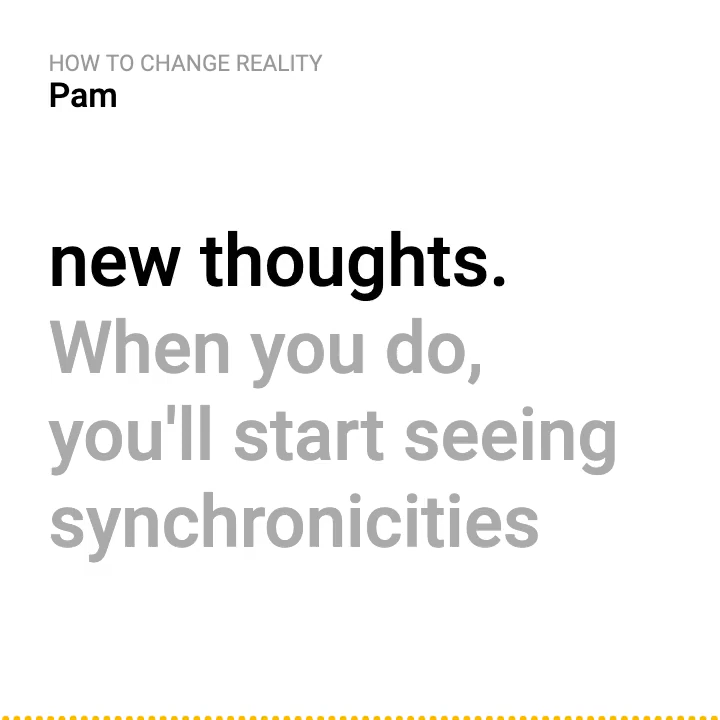 HOW TO CHANGE REALITY
Pam
new thoughts.
When you do,
you'll start seeing
synchronicities